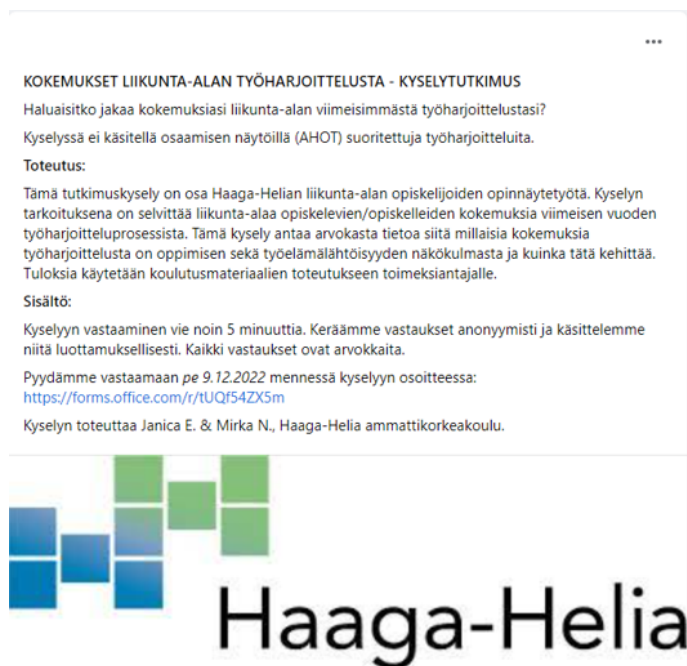 KOKEMUKSET LIIKUNTA-ALAN TYÖHARJOITTELUSTA - KYSELYTUTKIMUS
Haluaisitko jakaa kokemuksiasi liikunta-alan viimeisimmästä työharjoittelustasi?
Kyselyssä ei käsitellä osaamisen näytöillä (AHOT) suoritettuja työharjoitteluita.
Toteutus:
Tämä tutkimuskysely on osa Haaga-Helian liikunta-alan opiskelijoiden opinnäytetyötä. Kyselyn
tarkoituksena on selvittää liikunta-alaa opiskelevien/opiskelleiden kokemuksia viimeisen vuoden
työharjoitteluprosessista. Tämä kysely antaa arvokasta tietoa siitä millaisia kokemuksia
työharjoittelusta on oppimisen sekä työelämälähtöisyyden näkökulmasta ja kuinka tätä kehittää.
Tuloksia käytetään koulutusmateriaalien toteutukseen toimeksiantajalle.
Sisältö:
Kyselyyn vastaaminen vie noin 5 minuuttia. Keräämme vastaukset anonyymisti ja käsittelemme
niitä luottamuksellisesti. Kaikki vastaukset ovat arvokkaita.
Pyydämme vastaamaan pe 9.12.2022 mennessä kyselyyn osoitteessa:
https://forms.office.com/r/tUQf54ZX5m
Kyselyn toteuttaa Janica E. & Mirka N., Haaga-Helia ammattikorkeakoulu.
Haaga-Helia